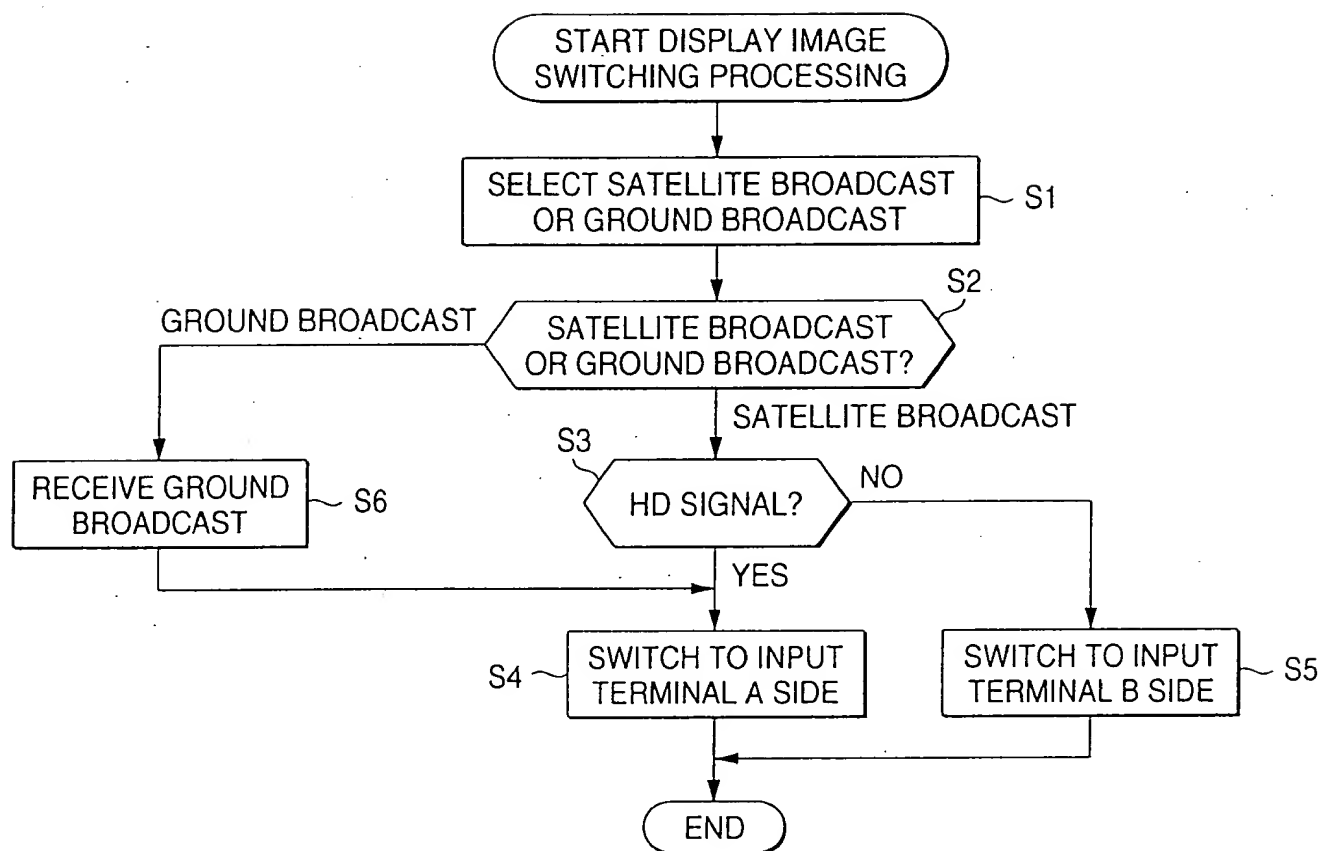 START DISPLAY IMAGE
SWITCHING PROCESSING
SELECT SATELLITE BROADCAST
OR GROUND BROADCAST
S1
S2
GROUND BROADCAST
SATELLITE BROADCAST
OR GROUND BROADCAST?
SATELLITE BROADCAST
S3
HD SIGNAL?
NO
RECEIVE GROUND
BROADCAST
S6
YES
S4
SWITCH TO INPUT
TERMINAL A SIDE
SWITCH TO INPUT
TERMINAL B SIDE
S5
END